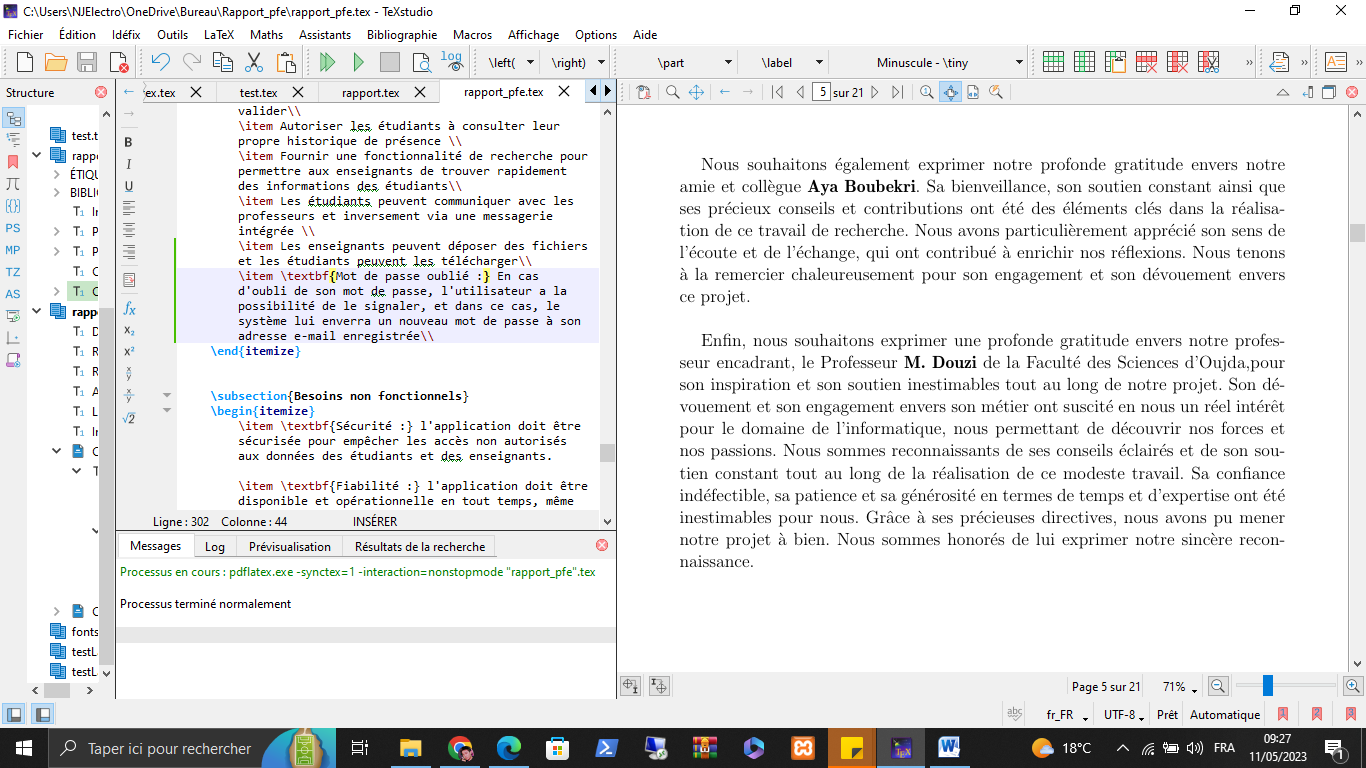 C:\Users\NJElectro\OneDrive\Bureau\Rapport_pfe\rapport_pfe.tex - TeXstudio
Fichier Édition Idéfix Outils LaTeX Maths Assistants Bibliographie Macros Affichage Options Aide
log \left( \right) \part \label Minuscule - \tiny
Structure
test.t
rapp
ÉTIQU
BIBLIO
PS
MP
TZ
AS
rapp
fonts
testL
testL
ex.tex test.tex rapport.tex rapport_pfe.tex
valider\\
\item Autoriser les étudiants à consulter leur
propre historique de présence \\
\item Fournir une fonctionnalité de recherche pour
permettre aux enseignants de trouver rapidement
des informations des étudiants\\
\item Les étudiants peuvent communiquer avec les
professeurs et inversement via une messagerie
intégrée \\
\item Les enseignants peuvent déposer des fichiers
et les étudiants peuvent les télécharger\\
\item \textbf{Mot de passe oublié :} En cas
d'oubli de son mot de passe, l'utilisateur a la
possibilité de le signaler, et dans ce cas, le
système lui enverra un nouveau mot de passe à son
adresse e-mail enregistrée\\
\end{itemize}
\subsection{Besoins non fonctionnels}
\begin{itemize}
\item \textbf{Sécurité :} l'application doit être
sécurisée pour empêcher les accès non autorisés
aux données des étudiants et des enseignants.
\item \textbf{Fiabilité :} l'application doit être
disponible et opérationnelle en tout temps, même
Ligne : 302 Colonne : 44 INSÉRER
Messages Log Prévisualisation Résultats de la recherche
Processus en cours : pdflatex.exe -synctex=1 -interaction=nonstopmode "rapport_pfe".tex
Processus terminé normalement
5 sur 21
Nous souhaitons également exprimer notre profonde gratitude envers notre
amie et collègue Aya Boubekri. Sa bienveillance, son soutien constant ainsi que
ses précieux conseils et contributions ont été des éléments clés dans la réalisa-
tion de ce travail de recherche. Nous avons particulièrement apprécié son sens de
l'écoute et de l'échange, qui ont contribué à enrichir nos réflexions. Nous tenons
à la remercier chaleureusement pour son engagement et son dévouement envers
ce projet.
Enfin, nous souhaitons exprimer une profonde gratitude envers notre profes-
seur encadrant, le Professeur M. Douzi de la Faculté des Sciences d'Oujda,pour
son inspiration et son soutien inestimables tout au long de notre projet. Son dé-
vouement et son engagement envers son métier ont suscité en nous un réel intérêt
pour le domaine de l'informatique, nous permettant de découvrir nos forces et
nos passions. Nous sommes reconnaissants de ses conseils éclairés et de son sou-
tien constant tout au long de la réalisation de ce modeste travail. Sa confiance
indéfectible, sa patience et sa générosité en termes de temps et d'expertise ont été
inestimables pour nous. Grâce à ses précieuses directives, nous avons pu mener
notre projet à bien. Nous sommes honorés de lui exprimer notre sincère recon-
naissance.
Page 5 sur 21 71%
fr_FR UTF-8 Prêt Automatique
Taper ici pour rechercher
18°C FRA
09:27
11/05/2023